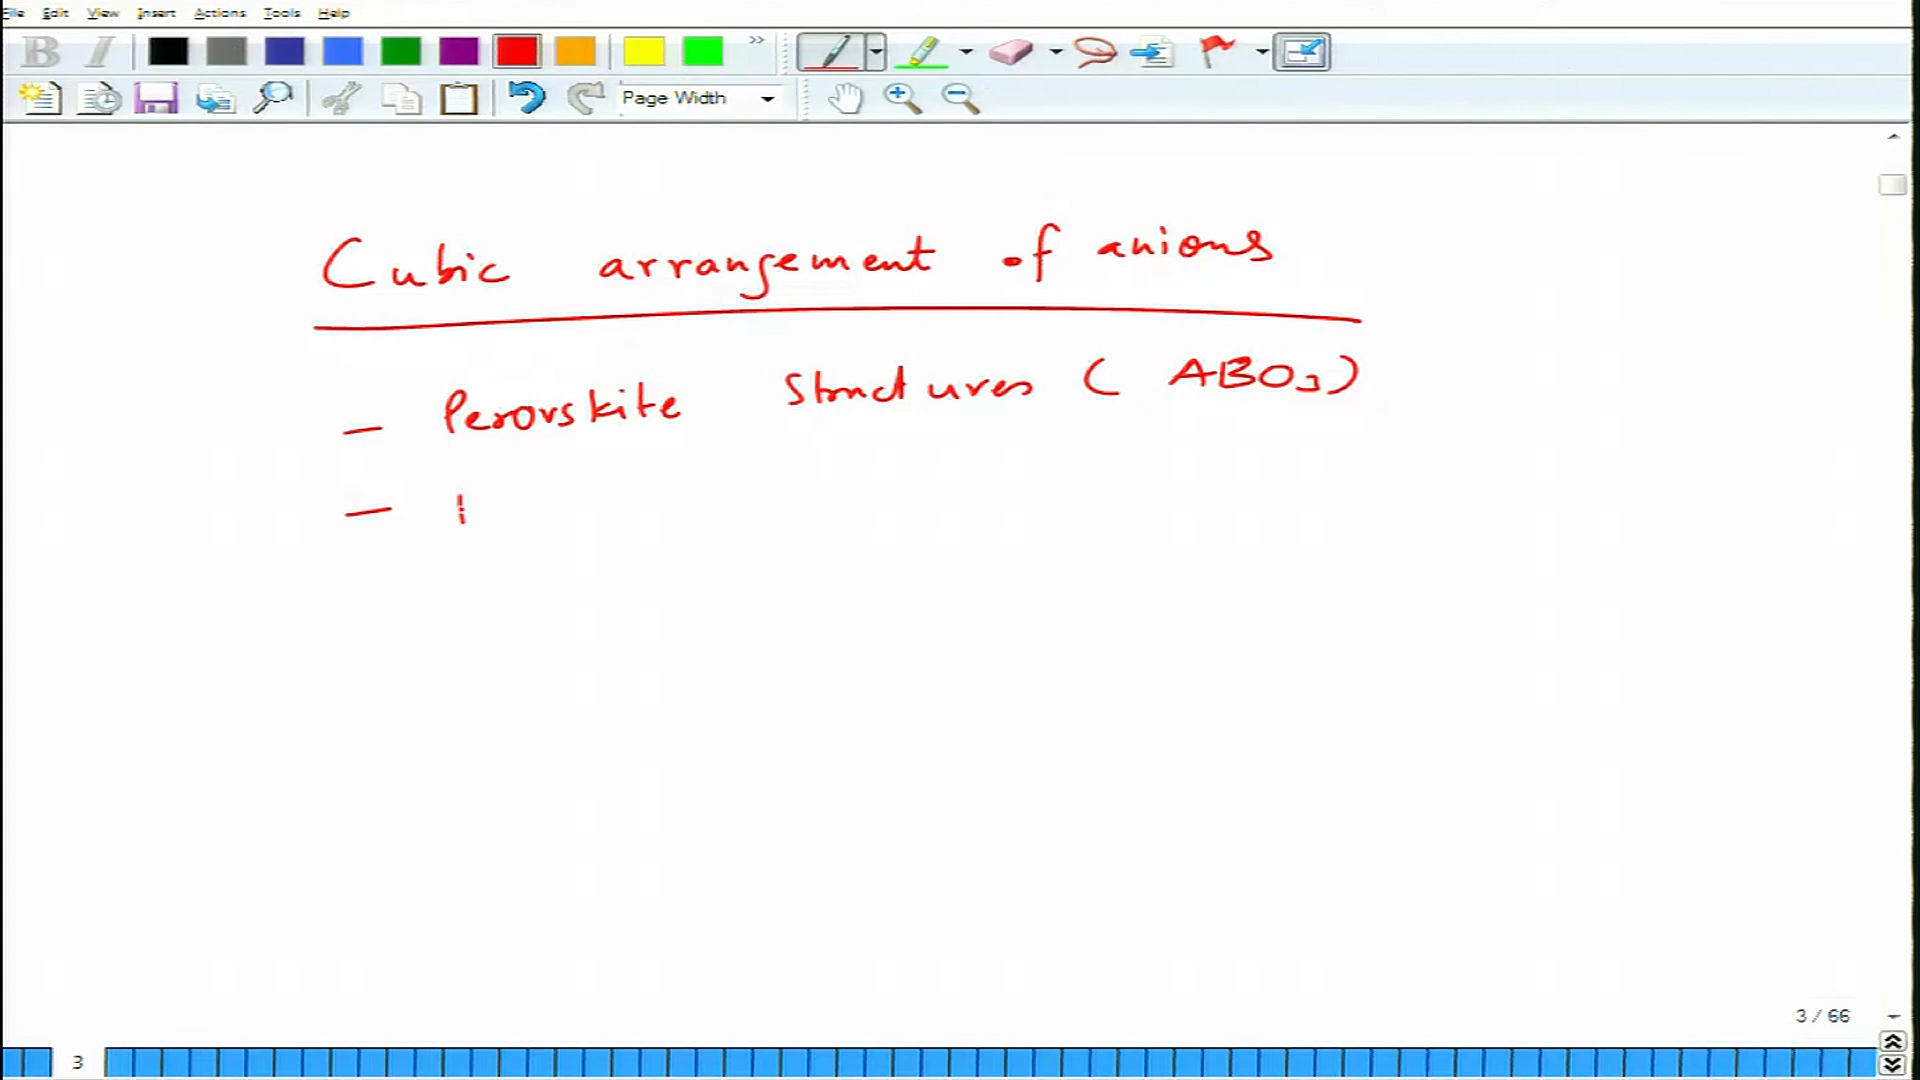 File Edit View Insert Actions Tools Help
B I
Page Width
Cubic arrangement of anions
– Perovskite Structures ( ABO3)
–
3 / 66
3